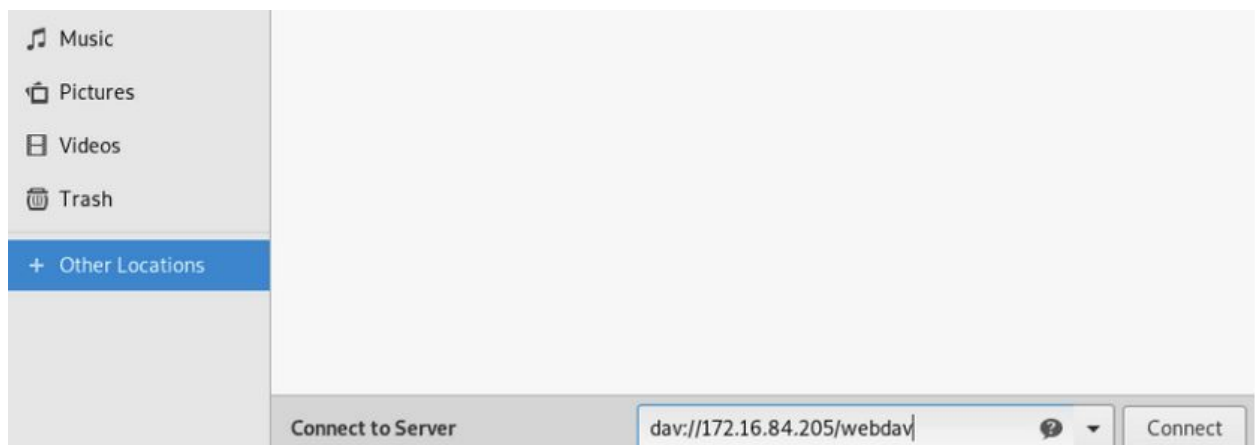 Music
Pictures
Videos
Trash
+ Other Locations
Connect to Server
dav://172.16.84.205/webdav
?
Connect